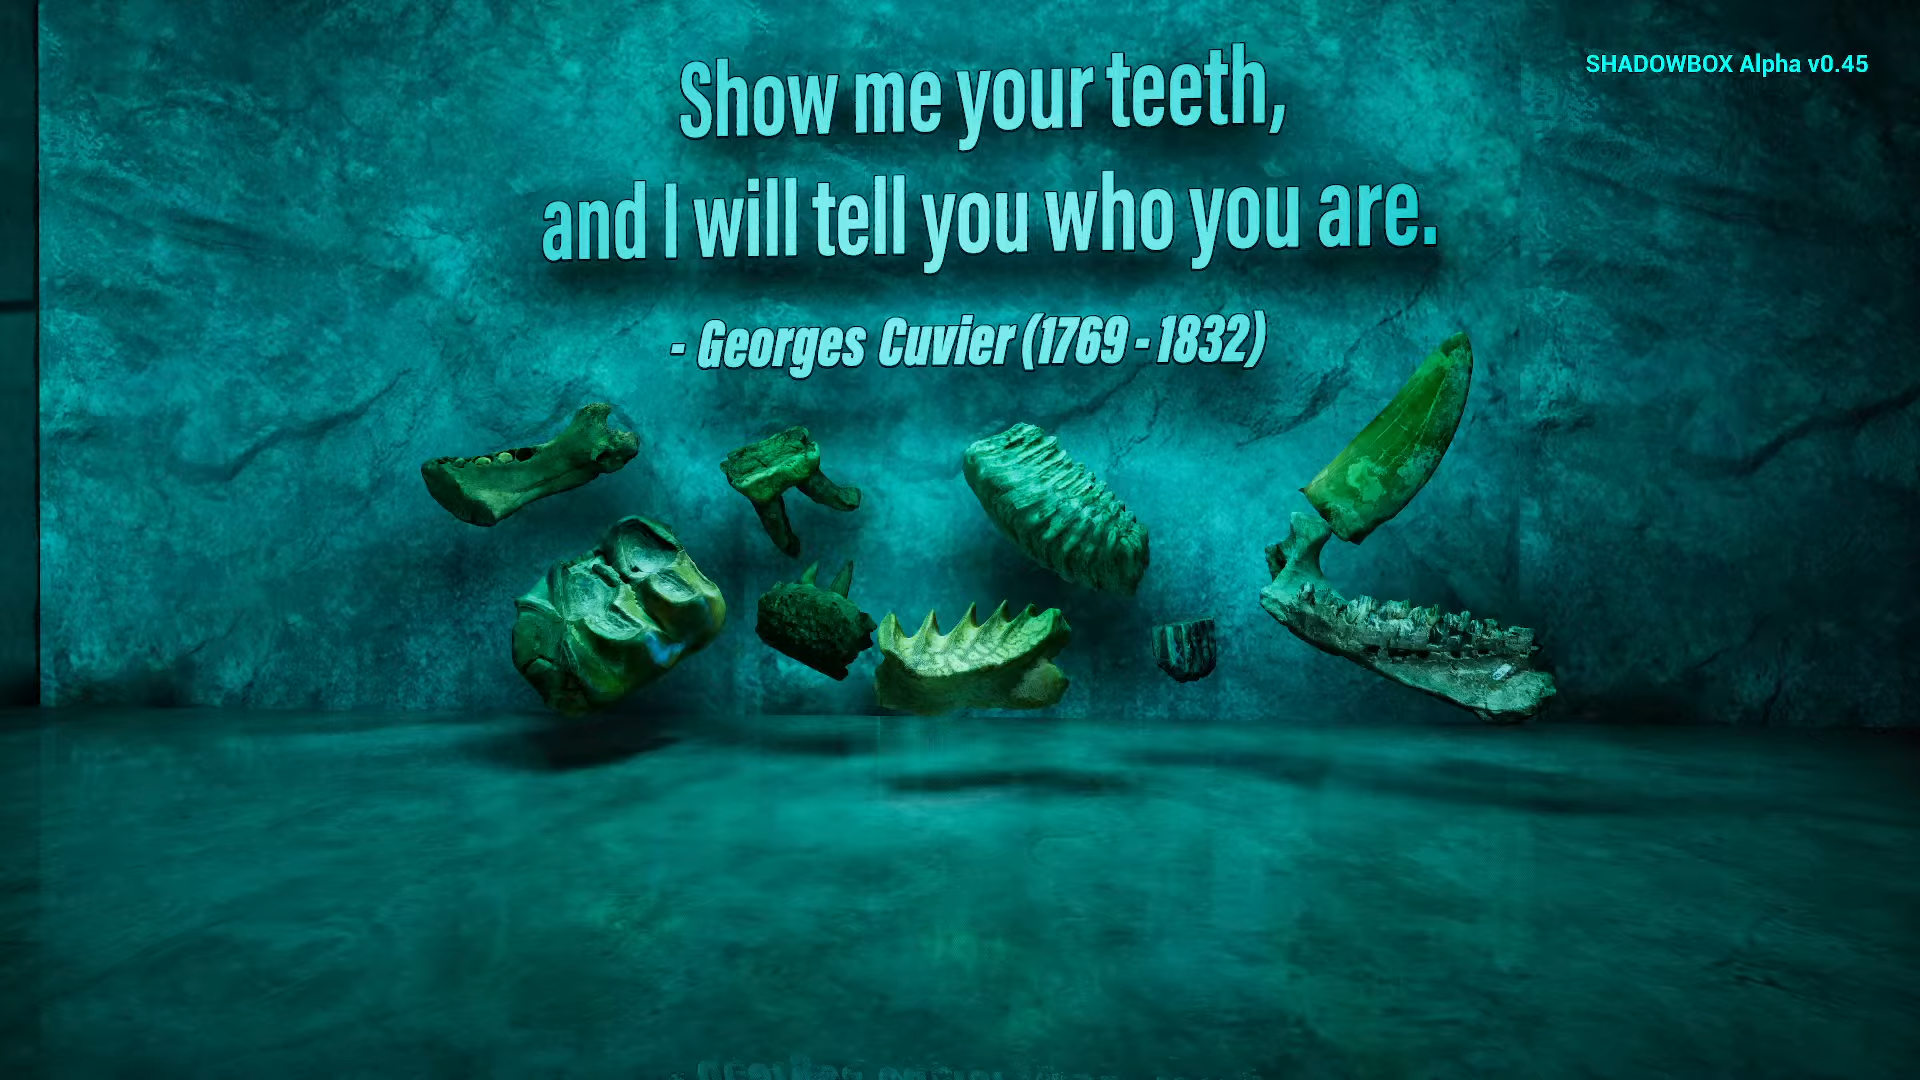 SHADOWBOX Alpha v0.45
Show me your teeth,
and I will tell you who you are.
- Georges Cuvier (1769 - 1832)